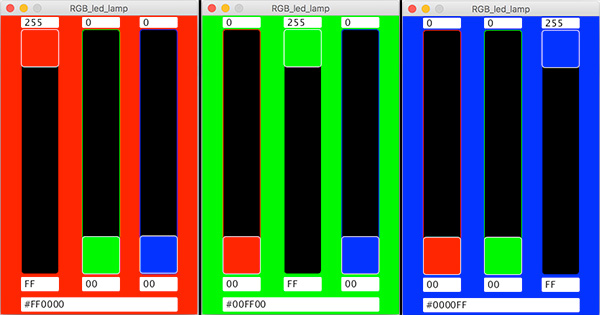 RGB_led_lamp
255 0 0
FF 00 00
#FF0000
RGB_led_lamp
0 255 0
00 FF 00
#00FF00
RGB_led_lamp
0 0 255
00 00 FF
#0000FF